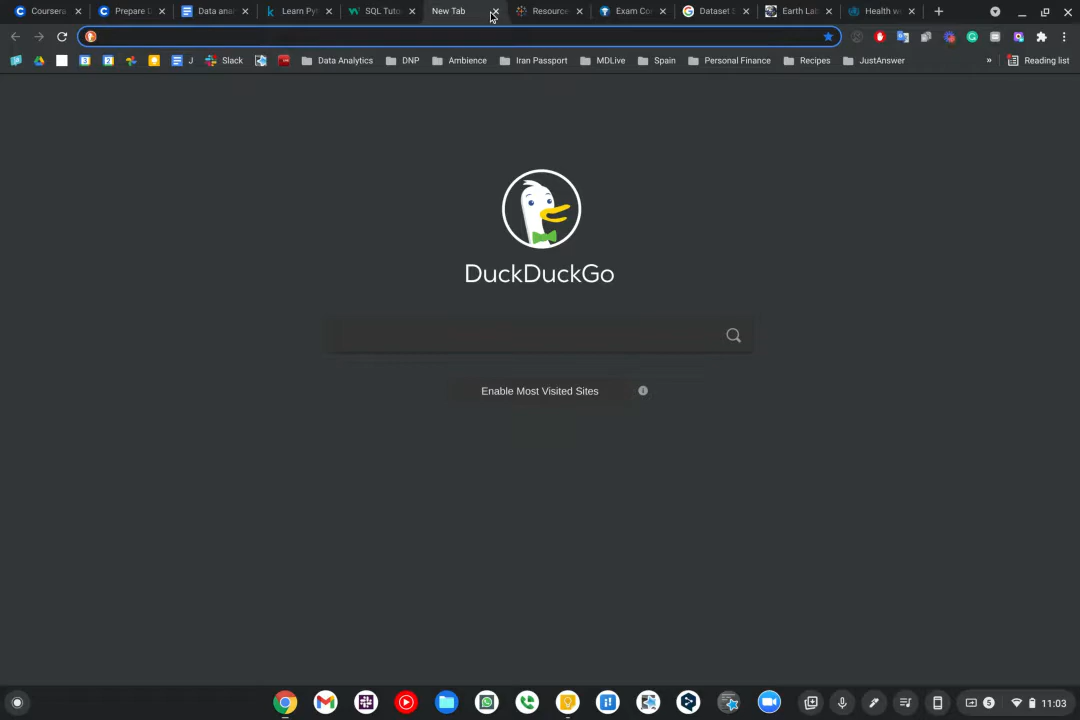 Coursera
Prepare D
Data anal
Learn Pyt
SQL Tuto
New Tab
Resource
Exam Co
Dataset S
Earth Lab
Health w
J
Slack
Data Analytics
DNP
Ambience
Iran Passport
MDLive
Spain
Personal Finance
Recipes
JustAnswer
»
Reading list
DuckDuckGo
Enable Most Visited Sites
5
11:03